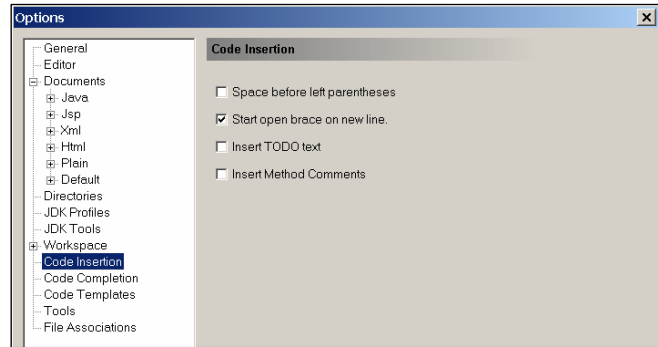 Options
General
Editor
Documents
Java
Jsp
Xml
Html
Plain
Default
Directories
JDK Profiles
JDK Tools
Workspace
Code Insertion
Code Completion
Code Templates
Tools
File Associations
Code Insertion
Space before left parentheses
Start open brace on new line.
Insert TODO text
Insert Method Comments